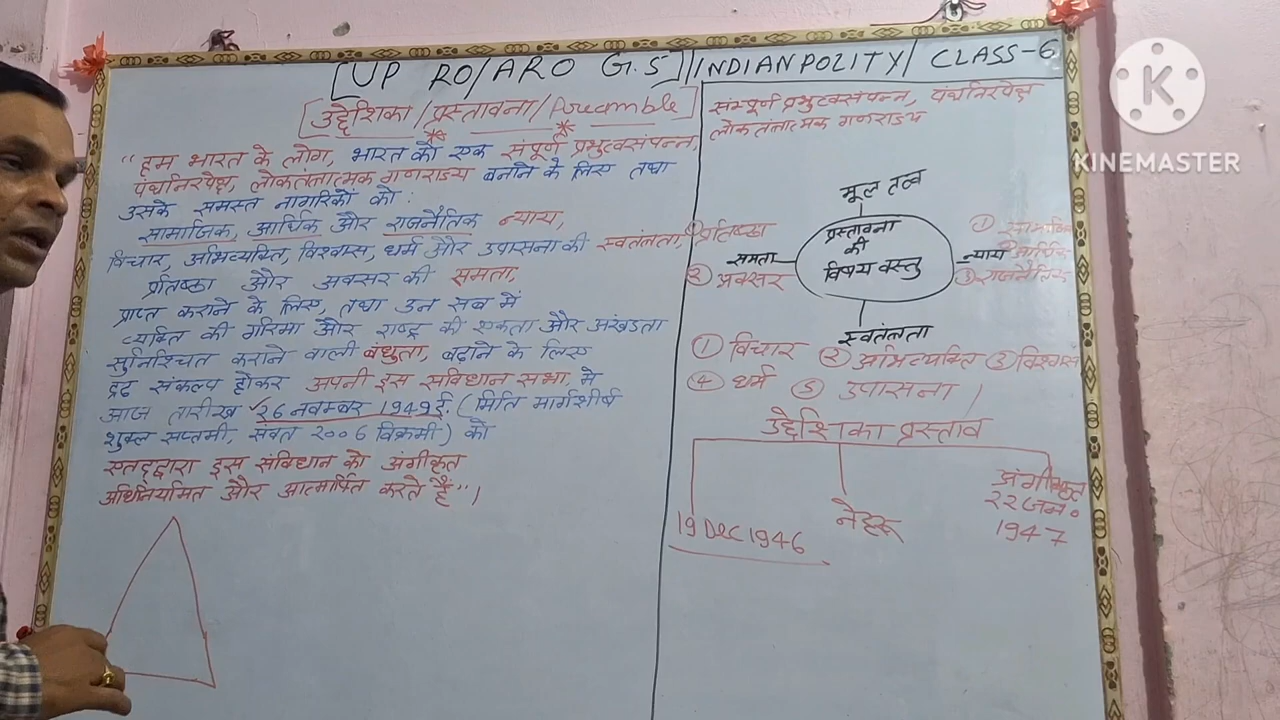 [UP RO/ARO G.S]/INDIAN POLITY/ CLASS-6
[उद्देशिका/प्रस्तावना/Preamble]
“हम भारत के लोग, भारत को एक संपूर्ण प्रभुत्वसंपन्न,
पंथनिरपेक्ष, लोकतंत्रात्मक गणराज्य बनाने के लिए तथा
उसके समस्त नागरिकों को :
सामाजिक, आर्थिक और राजनैतिक न्याय,
विचार, अभिव्यक्ति, विश्वास, धर्म और उपासना की स्वतंत्रता,
प्रतिष्ठा और अवसर की समता,
प्राप्त कराने के लिए, तथा उन सब में
व्यक्ति की गरिमा और राष्ट्र की एकता और अखंडता
सुनिश्चित कराने वाली बंधुता, बढ़ाने के लिए
द्रढ संकल्प होकर अपनी इस संविधान सभा में
आज तारीख 26 नवम्बर 1949 ई. (मिति मार्गशीर्ष
शुक्ल सप्तमी, संवत 2006 विक्रमी) को
एतद्द्वारा इस संविधान को अंगीकृत
अधिनियमित और आत्मार्पित करते हैं”।
संम्पूर्ण प्रभुत्वसंपन्न, पंथनिरपेक्ष
लोकतंत्रात्मक गणराज्य
मूल तत्व
प्रस्तावना
की
विषय वस्तु
समता
① प्रतिष्ठा
② अवसर
न्याय
① सामाजिक
② आर्थिक
③ राजनैतिक
स्वतंत्रता
① विचार ② अभिव्यक्ति ③ विश्वास
④ धर्म ⑤ उपासना।
उद्देशिका प्रस्ताव
19 Dec 1946
नेहरू
अंगीकृत
22 जन०
1947
K
KINEMASTER